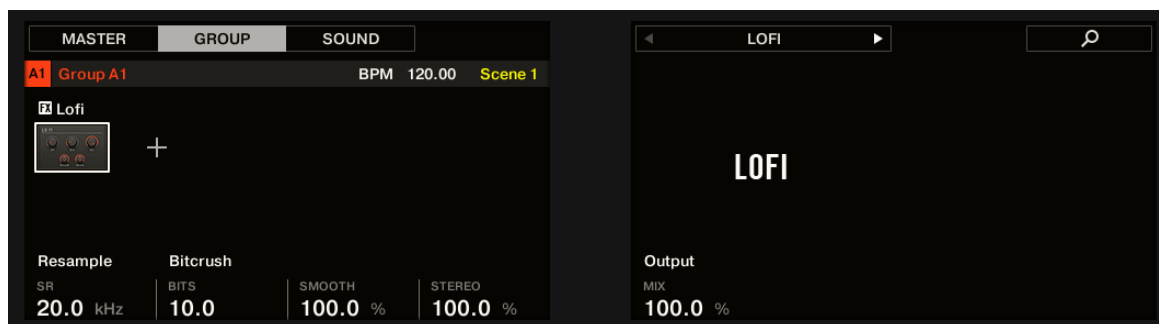 MASTER GROUP SOUND
A1 Group A1 BPM 120.00 Scene 1
FX Lofi
Resample Bitcrush
SR BITS SMOOTH STEREO
20.0 kHz 10.0 100.0 % 100.0 %
LOFI
LOFI
Output
MIX
100.0 %